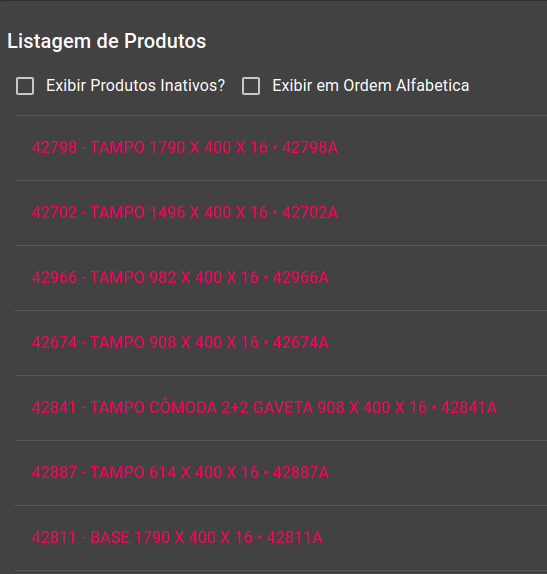 Listagem de Produtos
Exibir Produtos Inativos? Exibir em Ordem Alfabetica
42798 - TAMPO 1790 X 400 X 16 • 42798A
42702 - TAMPO 1496 X 400 X 16 • 42702A
42966 - TAMPO 982 X 400 X 16 • 42966A
42674 - TAMPO 908 X 400 X 16 • 42674A
42841 - TAMPO CÔMODA 2+2 GAVETA 908 X 400 X 16 • 42841A
42887 - TAMPO 614 X 400 X 16 • 42887A
42811 - BASE 1790 X 400 X 16 • 42811A